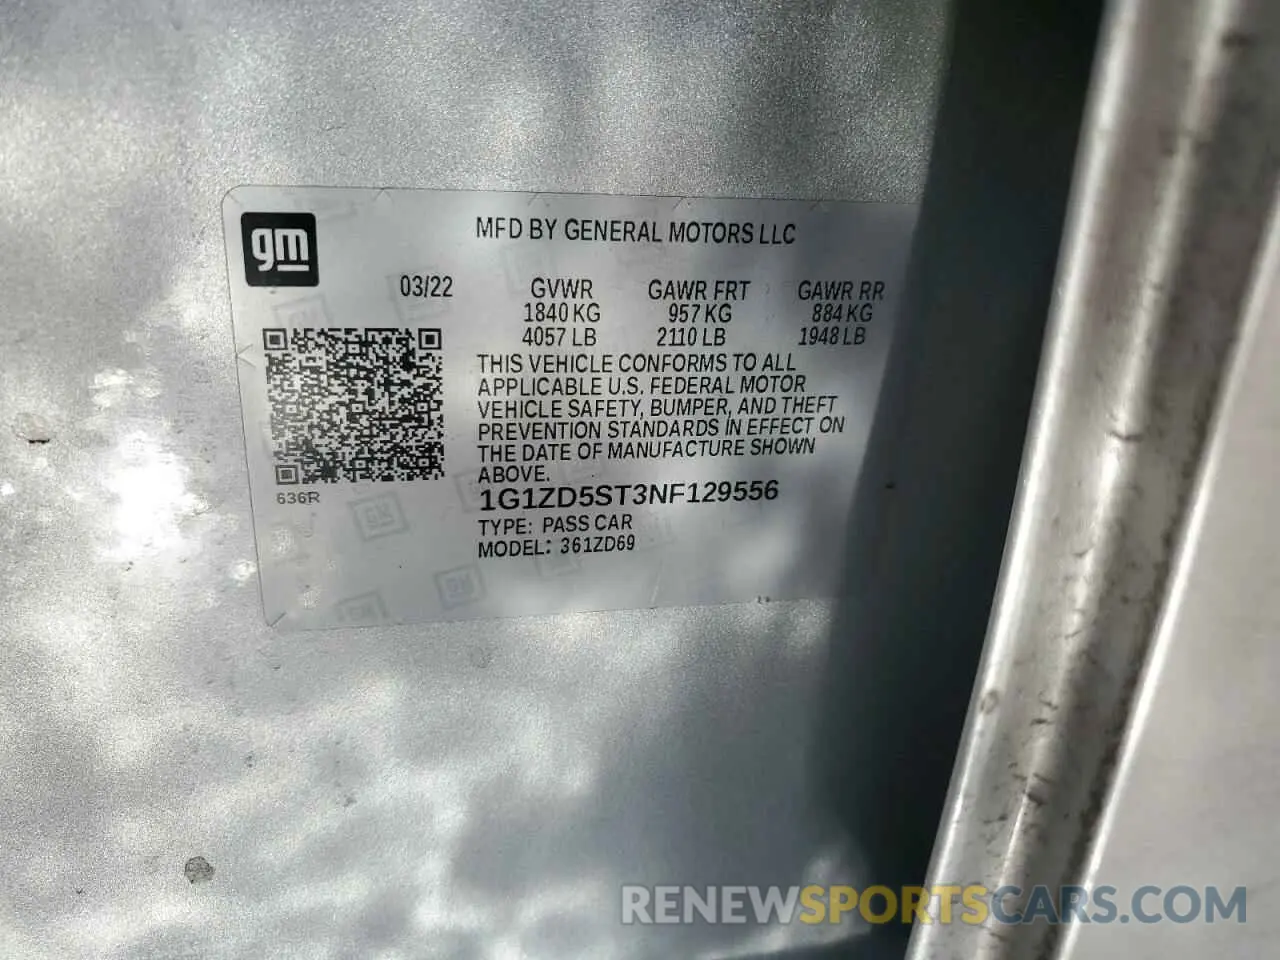 gm
MFD BY GENERAL MOTORS LLC
03/22 GVWR GAWR FRT GAWR RR
1840 KG 957 KG 884 KG
4057 LB 2110 LB 1948 LB
THIS VEHICLE CONFORMS TO ALL
APPLICABLE U.S. FEDERAL MOTOR
VEHICLE SAFETY, BUMPER, AND THEFT
PREVENTION STANDARDS IN EFFECT ON
THE DATE OF MANUFACTURE SHOWN
ABOVE.
636R
1G1ZD5ST3NF129556
TYPE: PASS CAR
MODEL: 361ZD69
RENEWSPORTSCARS.COM